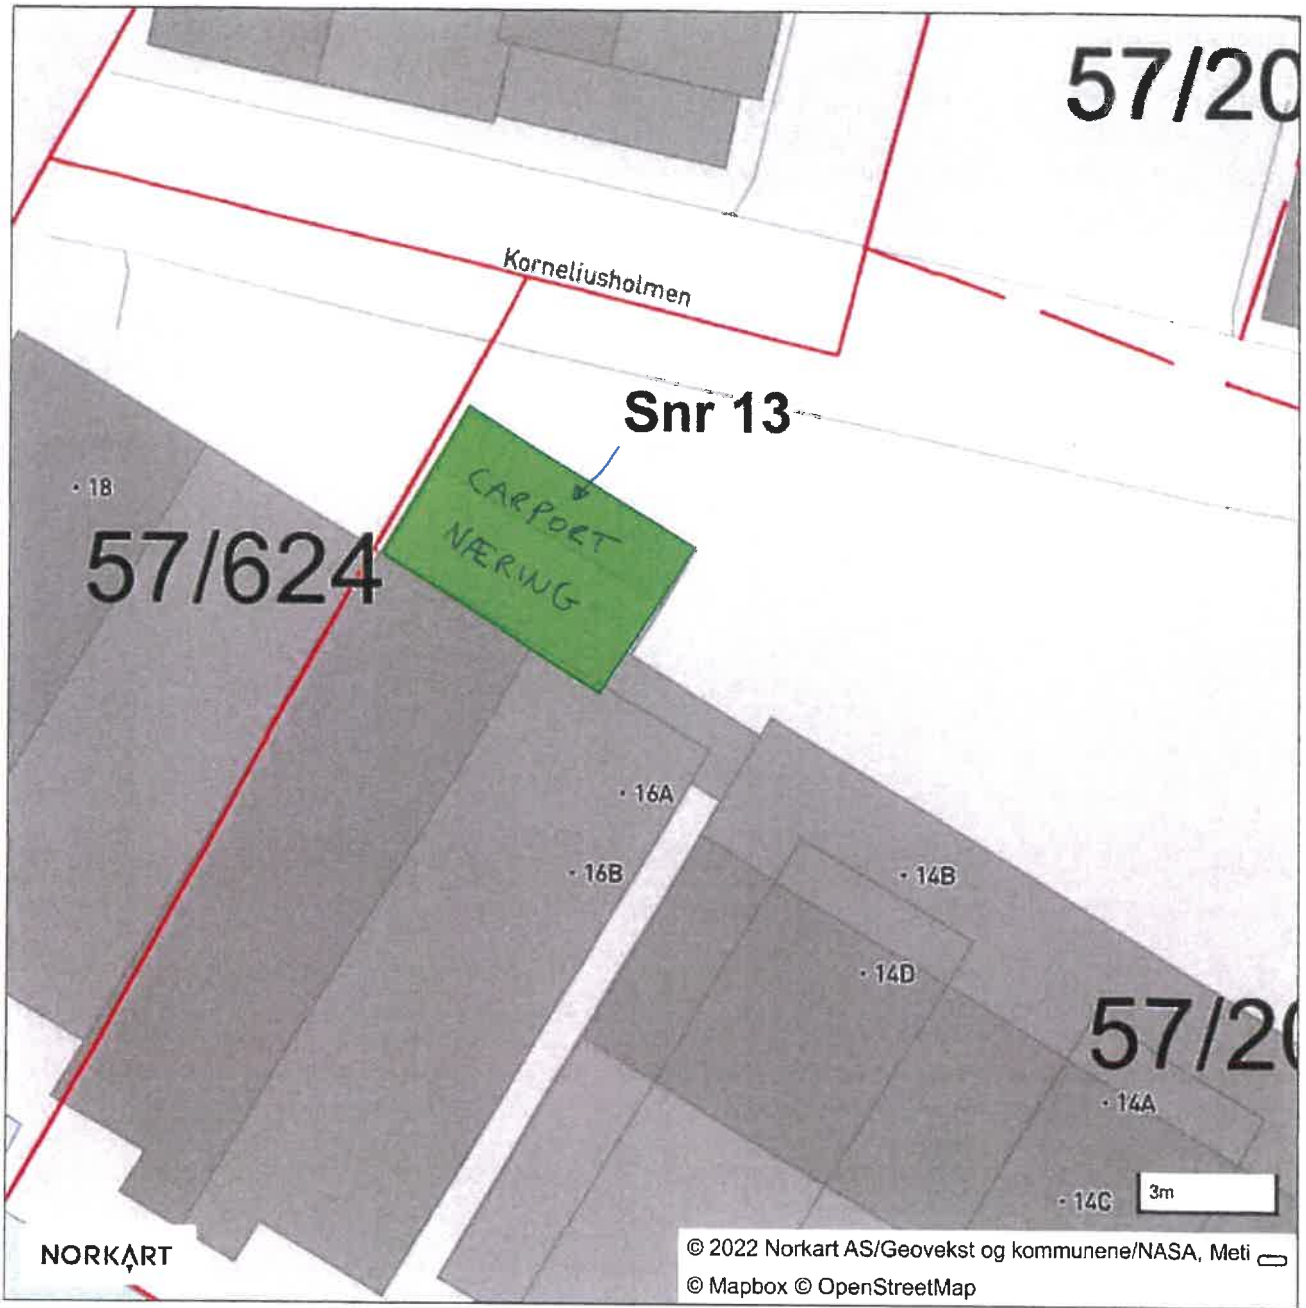 57/20
Korneliusholmen
Snr 13
CARPORT
NÆRING
18
57/624
16A
16B
14B
14D
57/20
14A
14C
3m
NORKART
© 2022 Norkart AS/Geovekst og kommunene/NASA, Meti
© Mapbox © OpenStreetMap